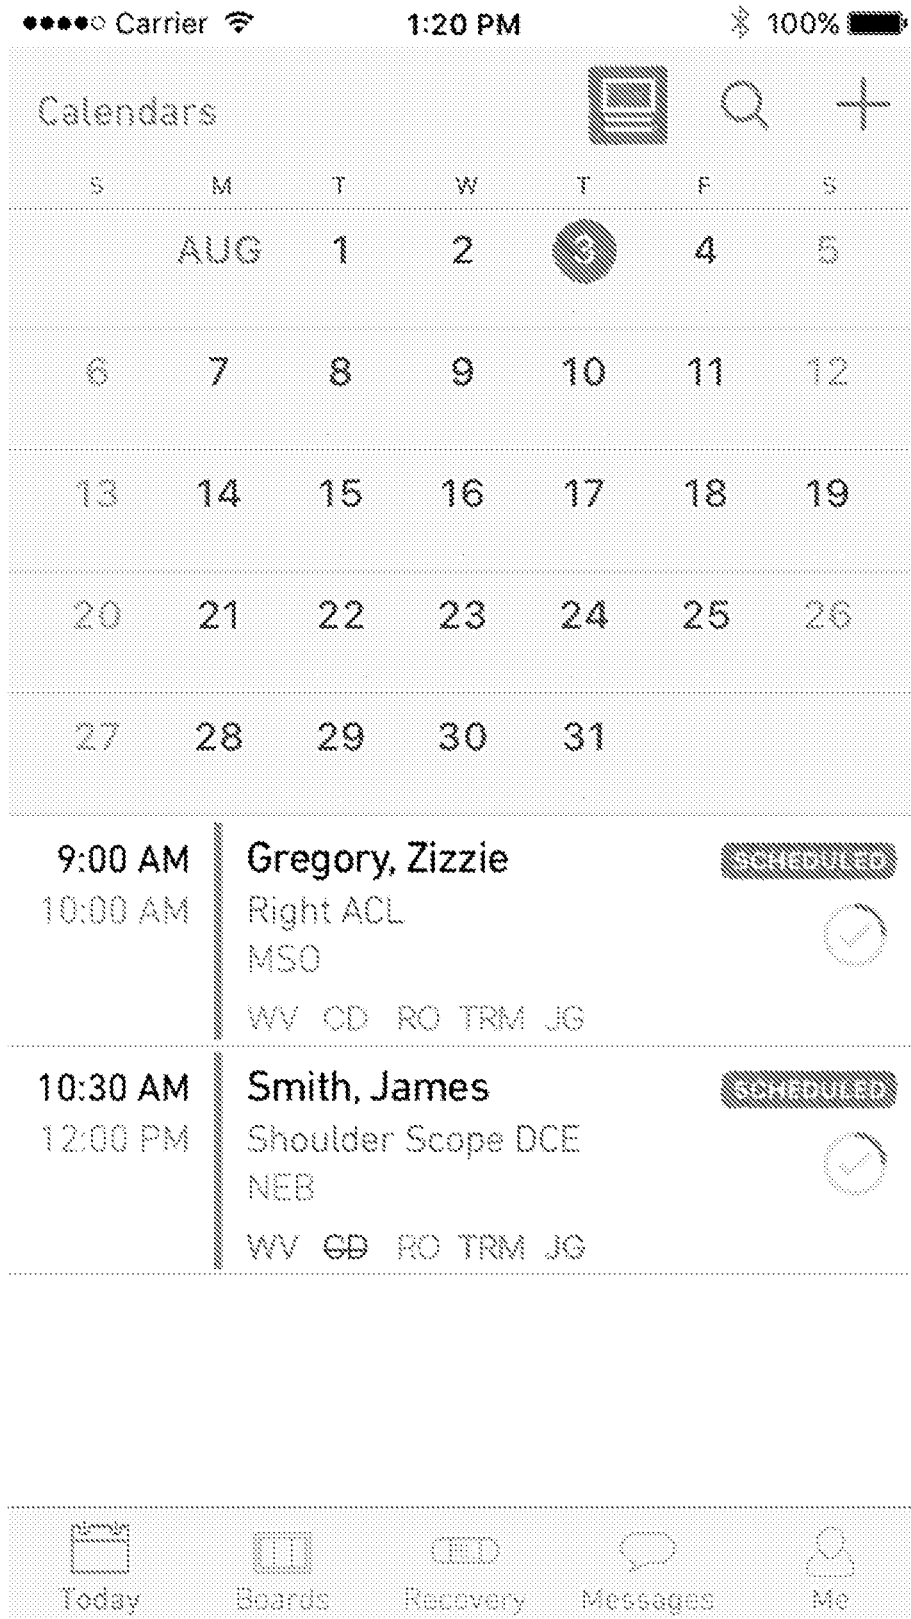 Carrier 1:20 PM 100%
Calendars
S M T W T F S
AUG 1 2 3 4 5
6 7 8 9 10 11 12
13 14 15 16 17 18 19
20 21 22 23 24 25 26
27 28 29 30 31
9:00 AM Gregory, Zizzie SCHEDULED
10:00 AM Right ACL
MSO
WV CD RO TRM JG
10:30 AM Smith, James SCHEDULED
12:00 PM Shoulder Scope DCE
NEB
WV CD RO TRM JG
Today Boards Recovery Messages Me